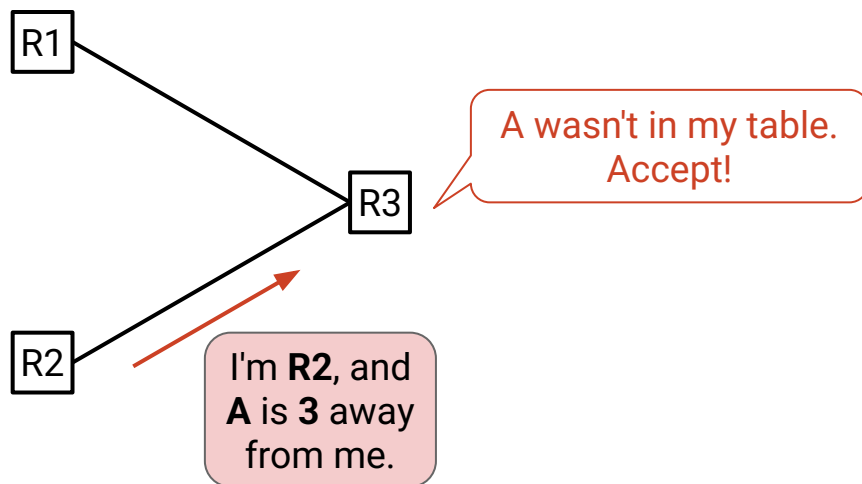 R1
A wasn't in my table.
Accept!
R3
R2
I'm R2, and
A is 3 away
from me.